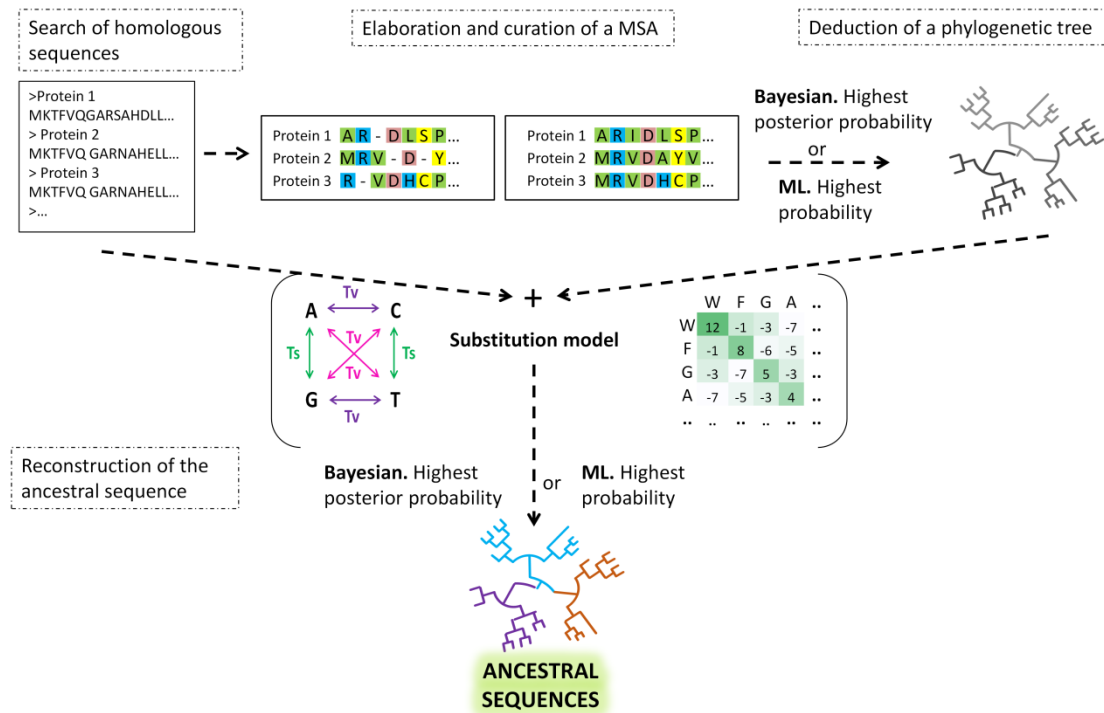 Search of homologous
sequences
Elaboration and curation of a MSA
Deduction of a phylogenetic tree
>Protein 1
MKTFVQGARSAHDLL...
> Protein 2
MKTFVQ GARNAHELL...
> Protein 3
MKTFVQ GARNAHELL...
>...
Protein 1 A R - D L S P...
Protein 2 M R V - D - Y...
Protein 3 R - V D H C P...
Protein 1 A R I D L S P...
Protein 2 M R V D A Y V...
Protein 3 M R V D H C P...
Bayesian. Highest
posterior probability
or
ML. Highest
probability
+
Substitution model
A Tv C
Ts Tv Ts
Tv
G Tv T
W F G A ..
W 12 -1 -3 -7 ..
F -1 8 -6 -5 ..
G -3 -7 5 -3 ..
A -7 -5 -3 4 ..
.. .. .. .. .. ..
Reconstruction of the
ancestral sequence
Bayesian. Highest
posterior probability
or
ML. Highest
probability
ANCESTRAL
SEQUENCES